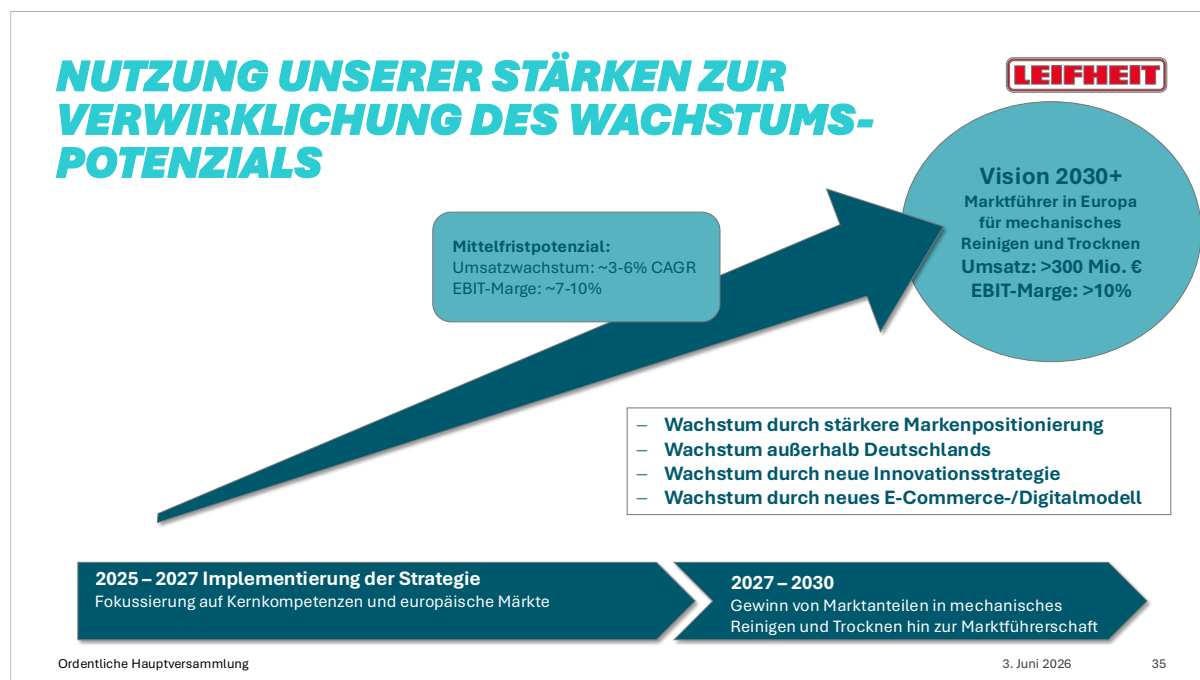 NUTZUNG UNSERER STÄRKEN ZUR
VERWIRKLICHUNG DES WACHSTUMS-
POTENZIALS
LEIFHEIT
Vision 2030+
Marktführer in Europa
für mechanisches
Reinigen und Trocknen
Umsatz: >300 Mio. €
EBIT-Marge: >10%
Mittelfristpotenzial:
Umsatzwachstum: ~3-6% CAGR
EBIT-Marge: ~7-10%
– Wachstum durch stärkere Markenpositionierung
– Wachstum außerhalb Deutschlands
– Wachstum durch neue Innovationsstrategie
– Wachstum durch neues E-Commerce-/Digitalmodell
2025 – 2027 Implementierung der Strategie
Fokussierung auf Kernkompetenzen und europäische Märkte
2027 – 2030
Gewinn von Marktanteilen in mechanisches
Reinigen und Trocknen hin zur Marktführerschaft
Ordentliche Hauptversammlung
3. Juni 2026
35